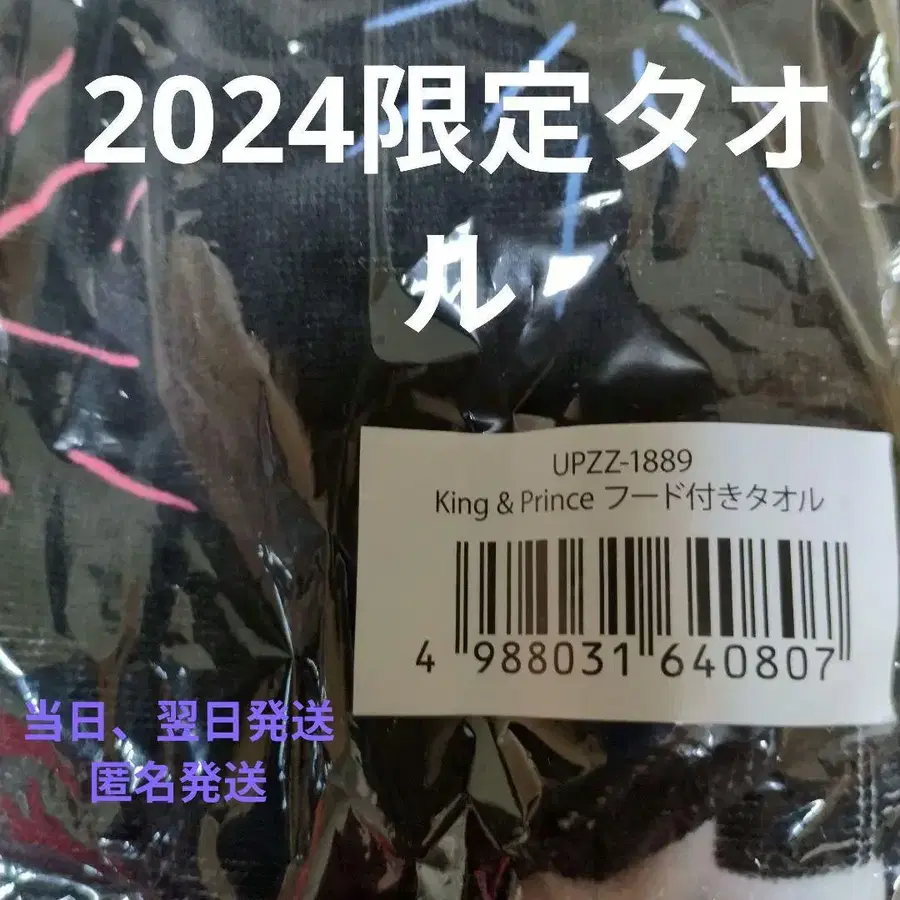 2024限定タオ
ル
UPZZ-1889
King & Prince フード付きタオル
4 988031 640807
当日、翌日発送
匿名発送